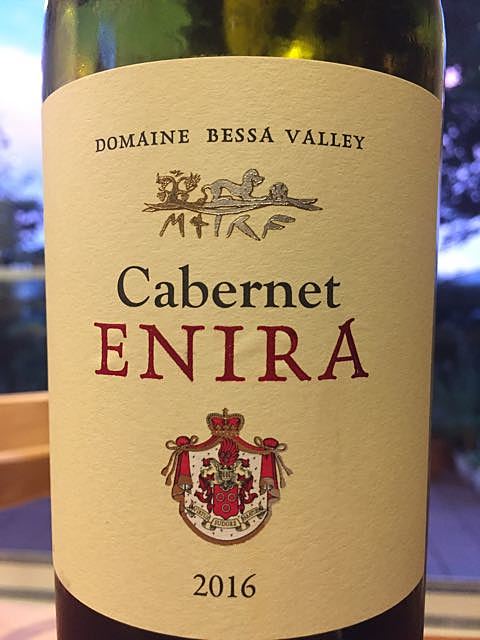 DOMAINE BESSA VALLEY
Cabernet
ENIRA
2016